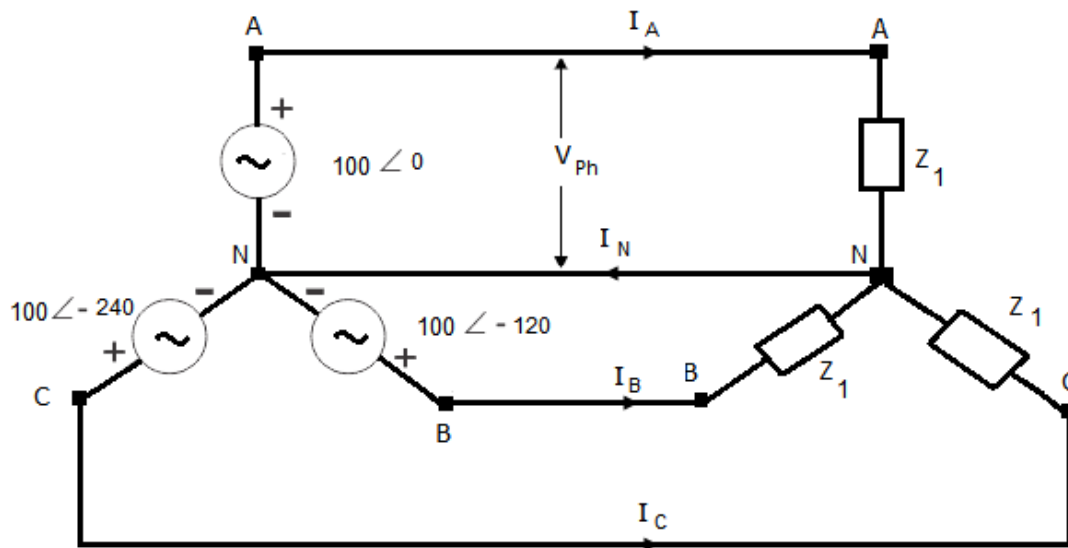 I A
A
A
+
100 ∠ 0
V Ph
Z 1
-
I N
N
N
-
-
100 ∠ - 240
100 ∠ - 120
Z 1
+
+
I B
B
Z 1
C
B
C
I C